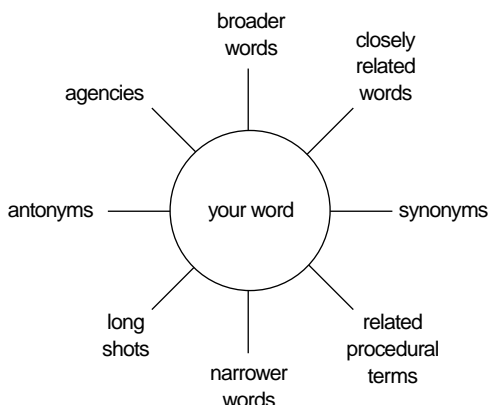 broader
words
closely
related
words
agencies
antonyms
your word
synonyms
long
shots
related
procedural
terms
narrower
words